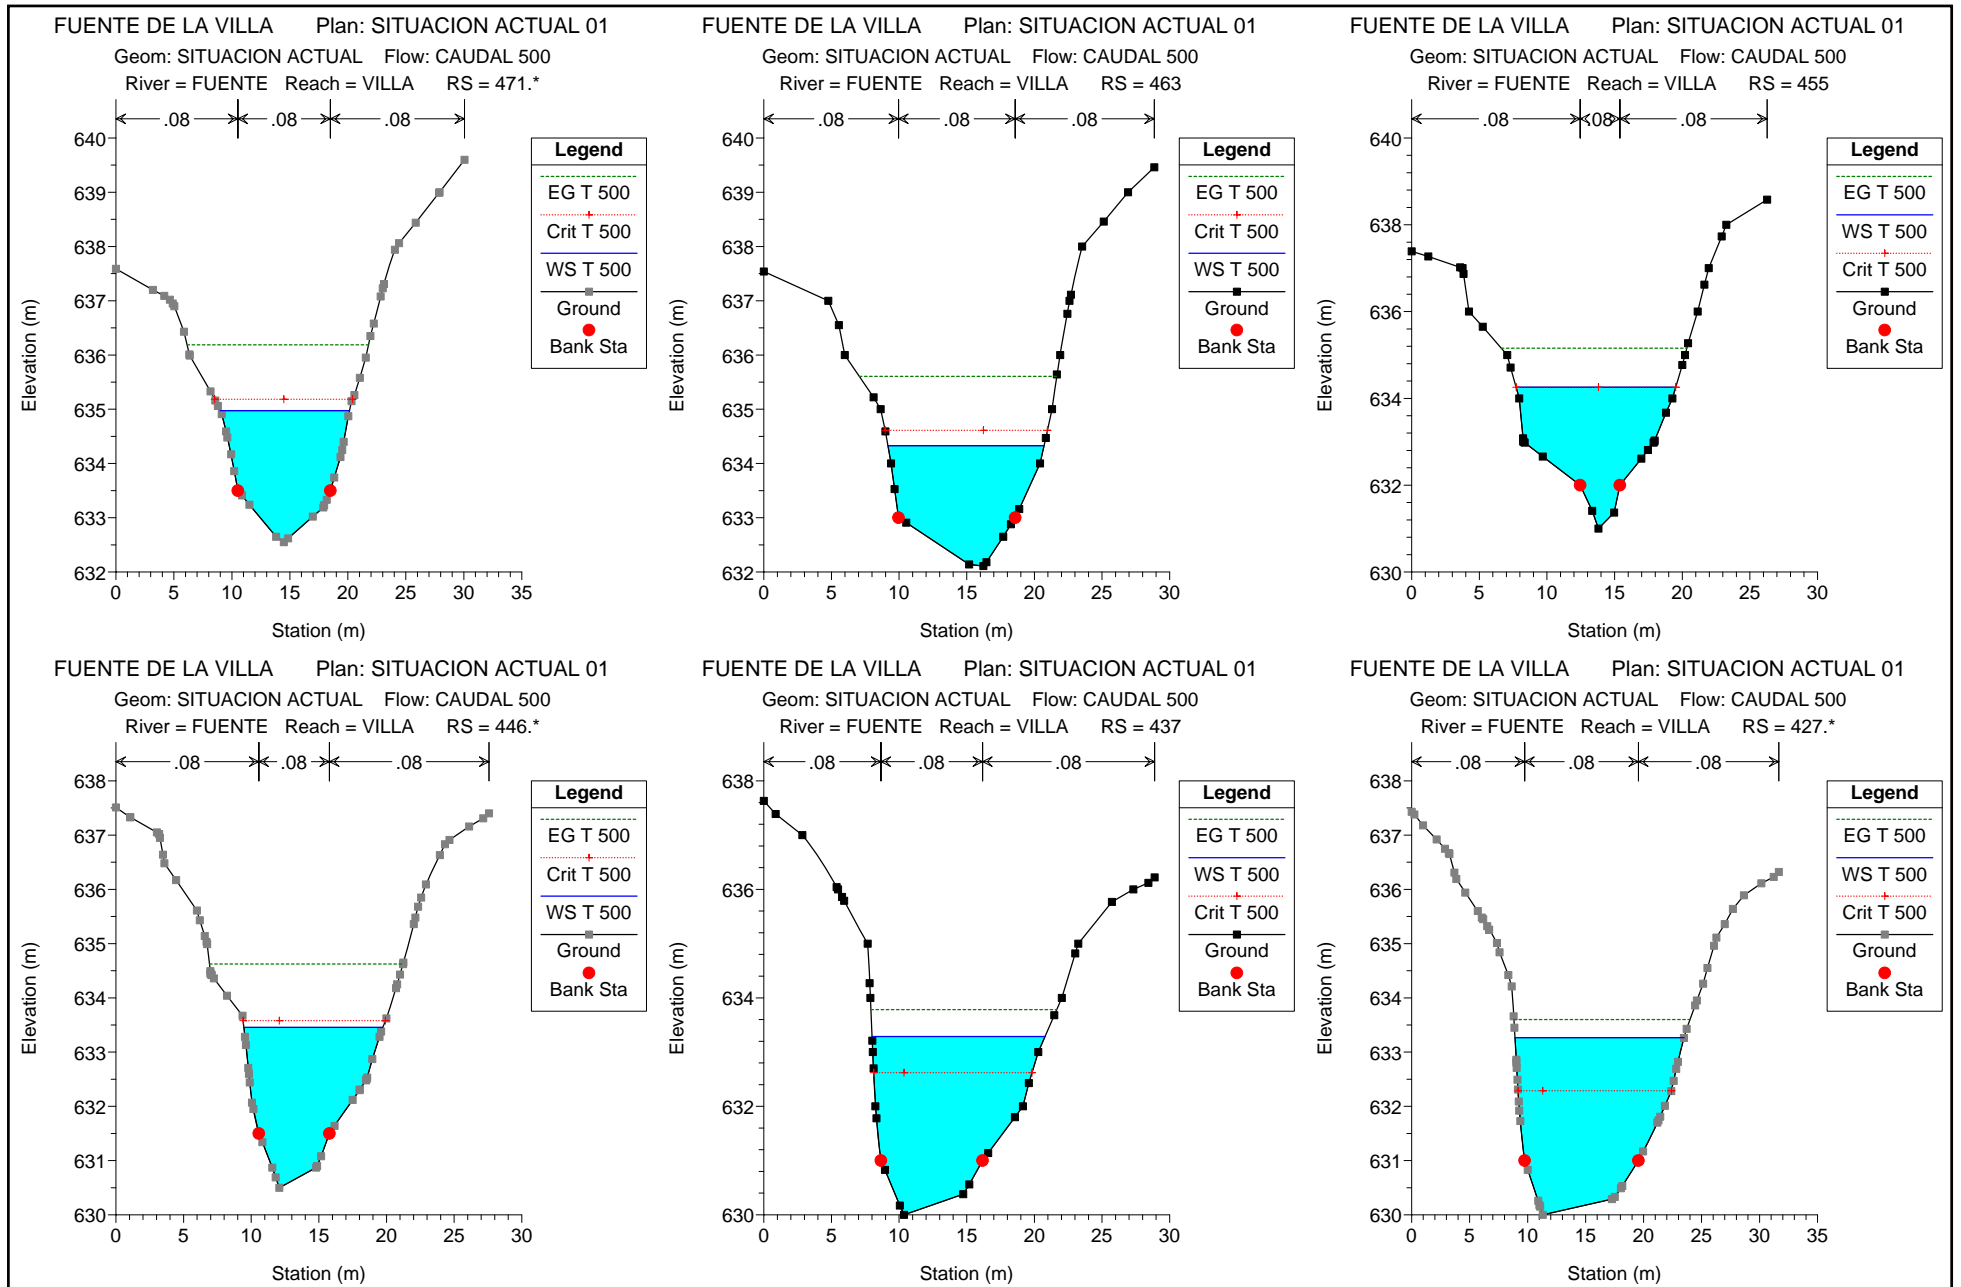 FUENTE DE LA VILLA Plan: SITUACION ACTUAL 01
Geom: SITUACION ACTUAL Flow: CAUDAL 500
River = FUENTE Reach = VILLA RS = 471.*
.08 .08 .08
640
639
638
637
636
635
634
633
632
0 5 10 15 20 25 30 35
Elevation (m)
Station (m)
Legend
EG T 500
Crit T 500
WS T 500
Ground
Bank Sta
FUENTE DE LA VILLA Plan: SITUACION ACTUAL 01
Geom: SITUACION ACTUAL Flow: CAUDAL 500
River = FUENTE Reach = VILLA RS = 463
.08 .08 .08
640
639
638
637
636
635
634
633
632
0 5 10 15 20 25 30
Elevation (m)
Station (m)
Legend
EG T 500
Crit T 500
WS T 500
Ground
Bank Sta
FUENTE DE LA VILLA Plan: SITUACION ACTUAL 01
Geom: SITUACION ACTUAL Flow: CAUDAL 500
River = FUENTE Reach = VILLA RS = 455
.08 .08 .08
640
638
636
634
632
630
0 5 10 15 20 25 30
Elevation (m)
Station (m)
Legend
EG T 500
WS T 500
Crit T 500
Ground
Bank Sta
FUENTE DE LA VILLA Plan: SITUACION ACTUAL 01
Geom: SITUACION ACTUAL Flow: CAUDAL 500
River = FUENTE Reach = VILLA RS = 446.*
.08 .08 .08
638
637
636
635
634
633
632
631
630
0 5 10 15 20 25 30
Elevation (m)
Station (m)
Legend
EG T 500
Crit T 500
WS T 500
Ground
Bank Sta
FUENTE DE LA VILLA Plan: SITUACION ACTUAL 01
Geom: SITUACION ACTUAL Flow: CAUDAL 500
River = FUENTE Reach = VILLA RS = 437
.08 .08 .08
638
636
634
632
630
0 5 10 15 20 25 30
Elevation (m)
Station (m)
Legend
EG T 500
WS T 500
Crit T 500
Ground
Bank Sta
FUENTE DE LA VILLA Plan: SITUACION ACTUAL 01
Geom: SITUACION ACTUAL Flow: CAUDAL 500
River = FUENTE Reach = VILLA RS = 427.*
.08 .08 .08
638
637
636
635
634
633
632
631
630
0 5 10 15 20 25 30 35
Elevation (m)
Station (m)
Legend
EG T 500
WS T 500
Crit T 500
Ground
Bank Sta